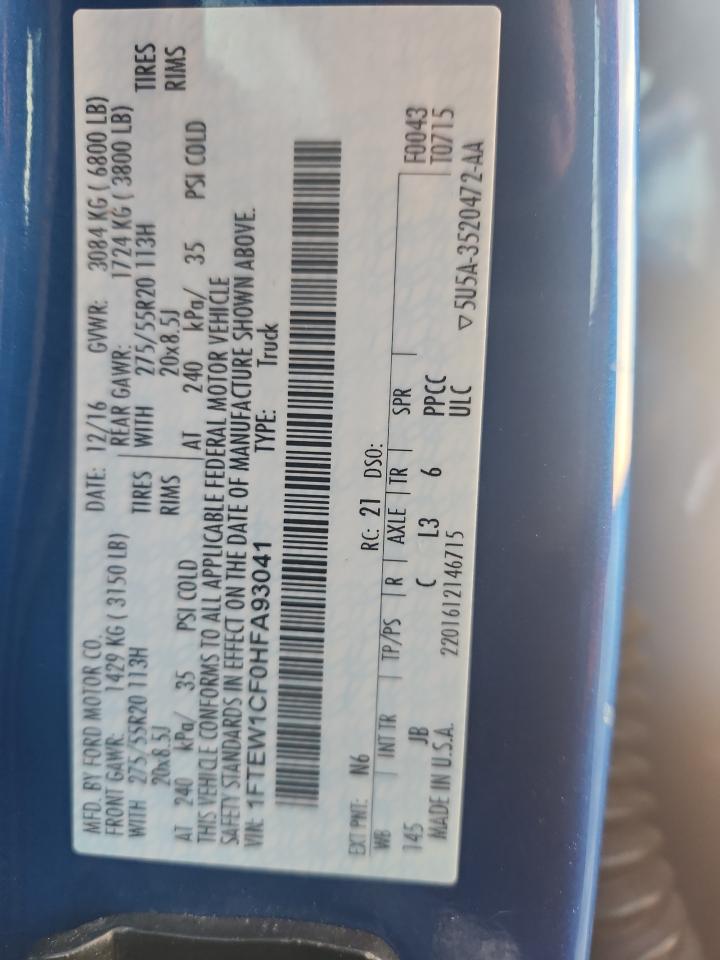 MFD. BY FORD MOTOR CO. DATE: 12/16 GVWR: 3084 KG ( 6800 LB)
FRONT GAWR: 1429 KG ( 3150 LB) REAR GAWR: 1724 KG ( 3800 LB)
WITH 275/55R20 113H TIRES WITH 275/55R20 113H TIRES
20x8.5J RIMS 20x8.5J RIMS
AT 240 kPa/ 35 PSI COLD AT 240 kPa/ 35 PSI COLD
THIS VEHICLE CONFORMS TO ALL APPLICABLE FEDERAL MOTOR VEHICLE
SAFETY STANDARDS IN EFFECT ON THE DATE OF MANUFACTURE SHOWN ABOVE.
VIN: 1FTEW1CF0HFA93041 TYPE: Truck
EXT PNT: N6 RC: 21 DSO: F0043
WB INT TR TP/PS R AXLE TR SPR T0715
145 JB C L3 6 PPCC
MADE IN U.S.A. 2201612146715 ULC ▽5U5A-3520472-AA